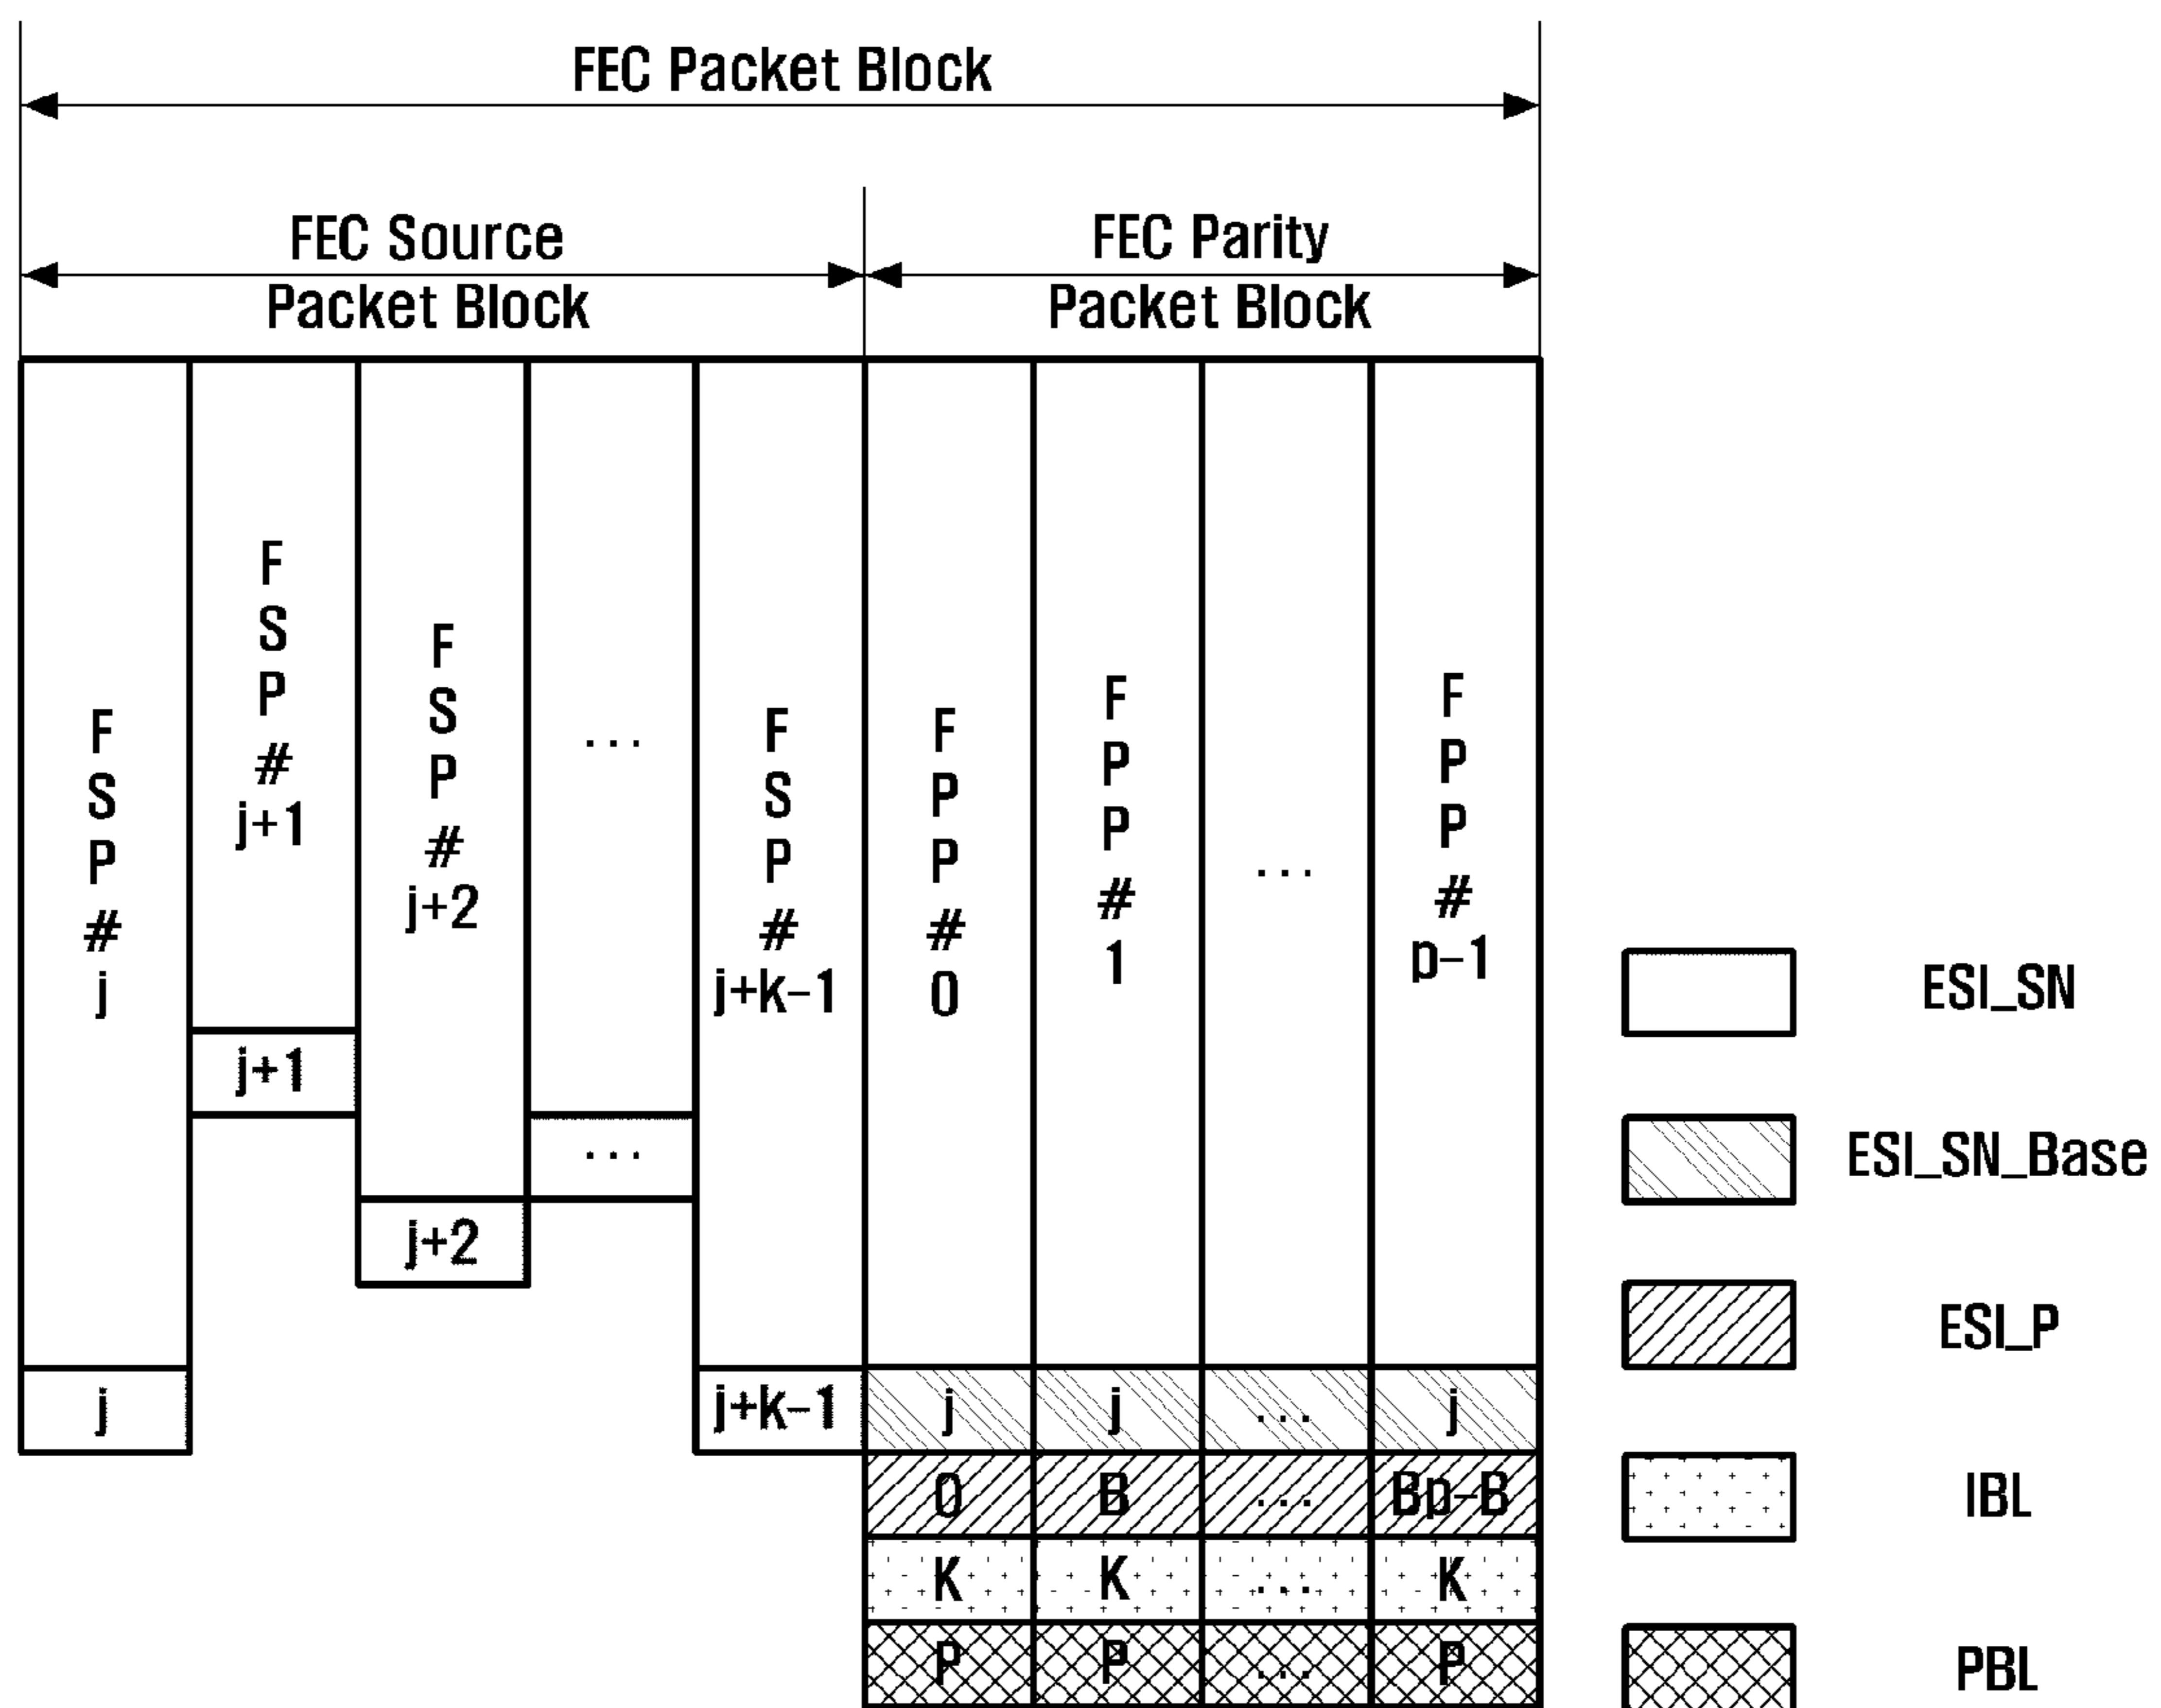 FEC Packet Block
FEC Source
Packet Block
FEC Parity
Packet Block
F
S
P
#
j
F
S
P
#
j+1
F
S
P
#
j+2
...
F
S
P
#
j+k-1
F
P
P
#
0
F
P
P
#
1
...
F
P
P
#
p-1
j+1
...
j+2
j
j+k-1
j
j
...
j
0
B
...
Bp-B
K
K
...
K
P
P
...
P
ESI_SN
ESI_SN_Base
ESI_P
IBL
PBL